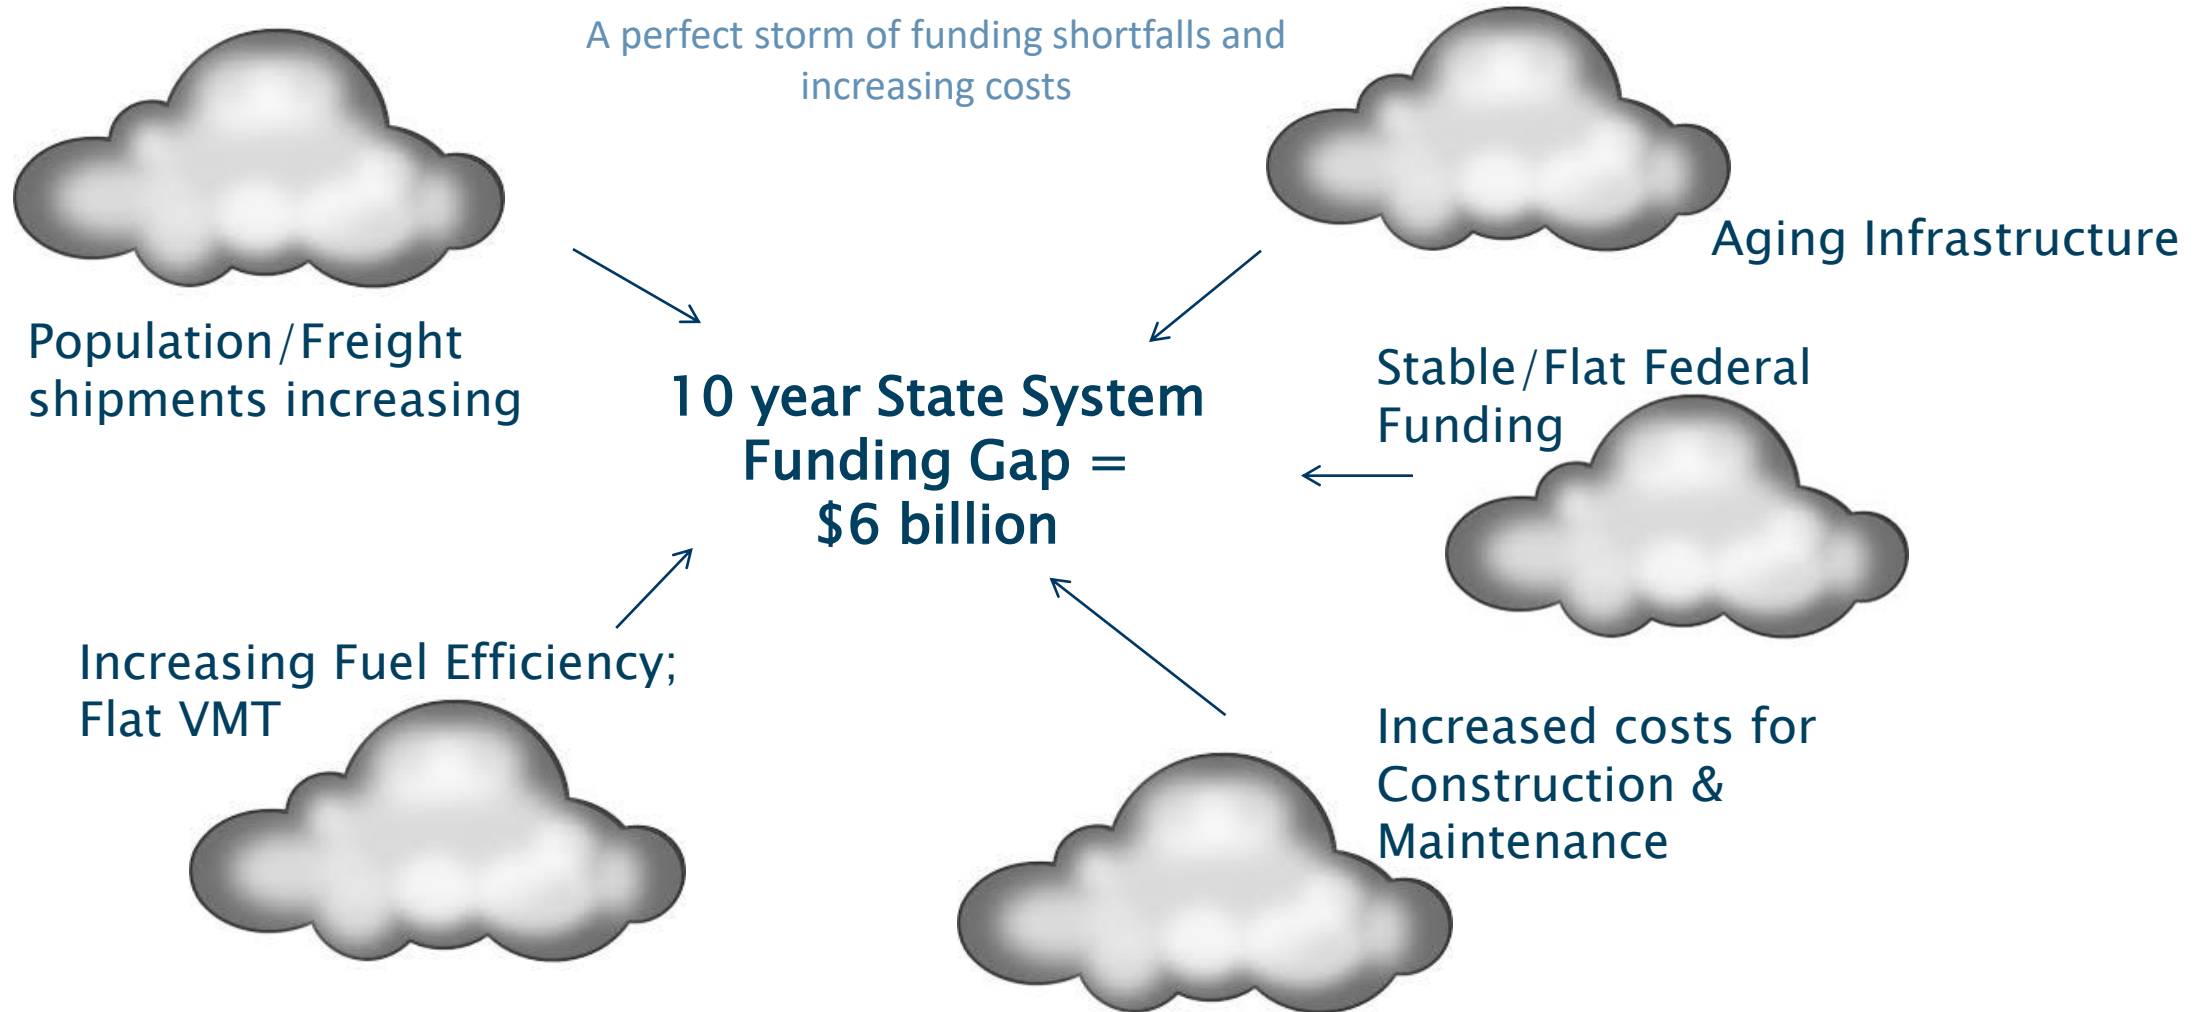 A perfect storm of funding shortfalls and
increasing costs
Aging Infrastructure
Population/Freight
shipments increasing
10 year State System
Funding Gap =
$6 billion
Stable/Flat Federal
Funding
Increasing Fuel Efficiency;
Flat VMT
Increased costs for
Construction &
Maintenance